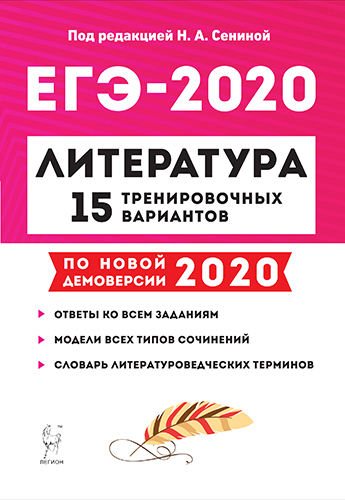 Под редакцией Н. А. Сениной
ЕГЭ-2020
ЛИТЕРАТУРА
15 ТРЕНИРОВОЧНЫХ
ВАРИАНТОВ
ПО НОВОЙ
ДЕМОВЕРСИИ 2020
ОТВЕТЫ КО ВСЕМ ЗАДАНИЯМ
МОДЕЛИ ВСЕХ ТИПОВ СОЧИНЕНИЙ
СЛОВАРЬ ЛИТЕРАТУРОВЕДЧЕСКИХ ТЕРМИНОВ
ЛЕГИОН